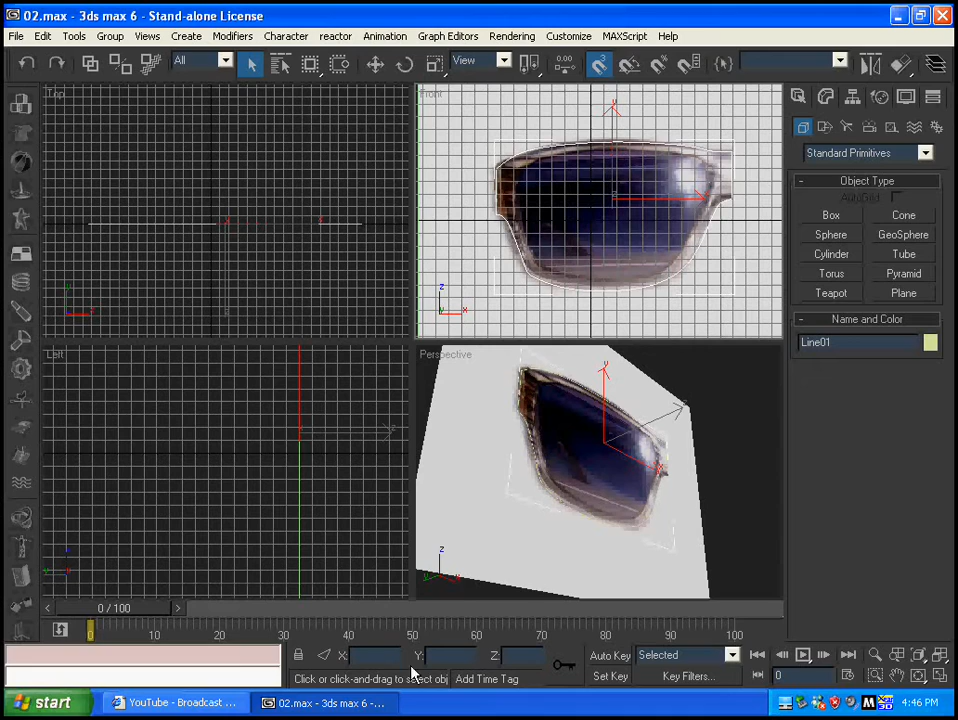 02.max - 3ds max 6 - Stand-alone License
File Edit Tools Group Views Create Modifiers Character reactor Animation Graph Editors Rendering Customize MAXScript Help
All View
Top Front
Standard Primitives
- Object Type
AutoGrid
Box Cone
Sphere GeoSphere
Cylinder Tube
Torus Pyramid
Teapot Plane
- Name and Color
Line01
Left Perspective
< 0 / 100 >
0 10 20 30 40 50 60 70 80 90 100
X: Y: Z: Auto Key Selected
Click or click-and-drag to select obj Add Time Tag Set Key Key Filters... 0
start YouTube - Broadcast ... 02.max - 3ds max 6 -... 4:46 PM